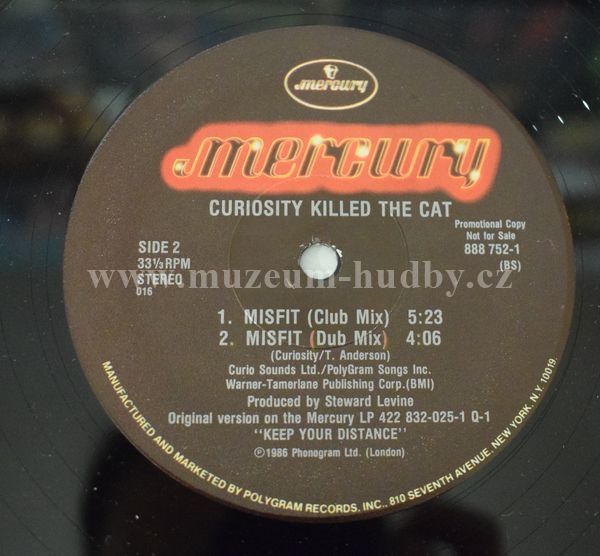 mercury
mercury
CURIOSITY KILLED THE CAT
Promotional Copy
Not for Sale
888 752-1
(BS)
SIDE 2
33⅓ RPM
STEREO
016
www.muzeum-hudby.cz
1. MISFIT (Club Mix) 5:23
2. MISFIT (Dub Mix) 4:06
(Curiosity/T. Anderson)
Curio Sounds Ltd./PolyGram Songs Inc.
Warner-Tamerlane Publishing Corp.(BMI)
Produced by Steward Levine
Original version on the Mercury LP 422 832-025-1 Q-1
"KEEP YOUR DISTANCE"
℗1986 Phonogram Ltd. (London)
MANUFACTURED AND MARKETED BY POLYGRAM RECORDS, INC., 810 SEVENTH AVENUE, NEW YORK, N.Y. 10019.